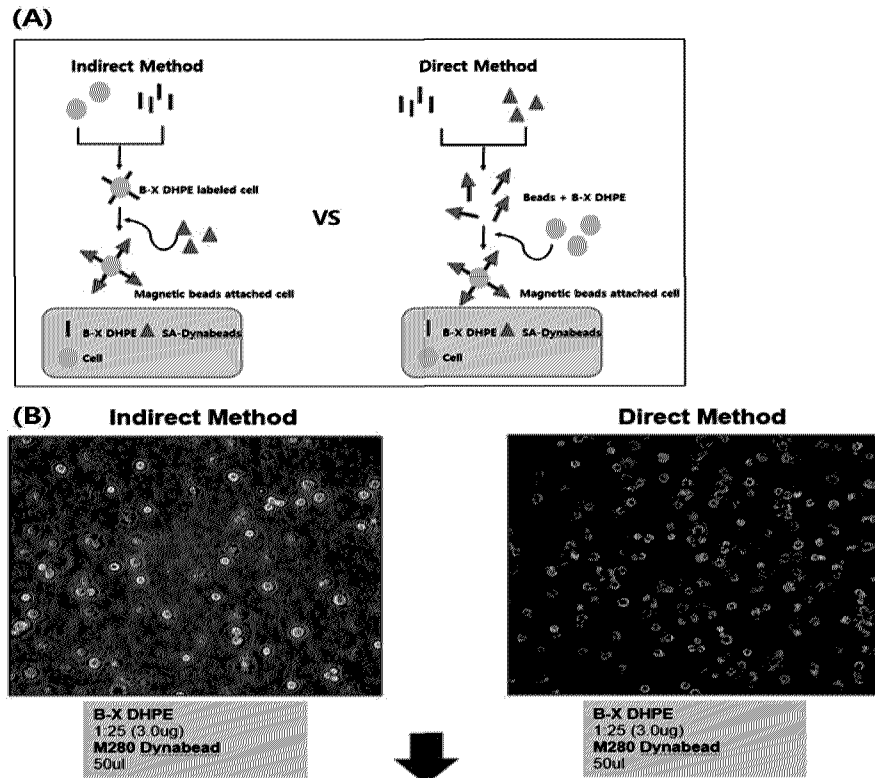 (A)
Indirect Method
Direct Method
B-X DHPE labeled cell
Beads + B-X DHPE
VS
Magnetic beads attached cell
Magnetic beads attached cell
B-X DHPE SA-Dynabeads
Cell
B-X DHPE SA-Dynabeads
Cell
(B)
Indirect Method
Direct Method
B-X DHPE
1:25 (3.0ug)
M280 Dynabead
50ul
B-X DHPE
1:25 (3.0ug)
M280 Dynabead
50ul